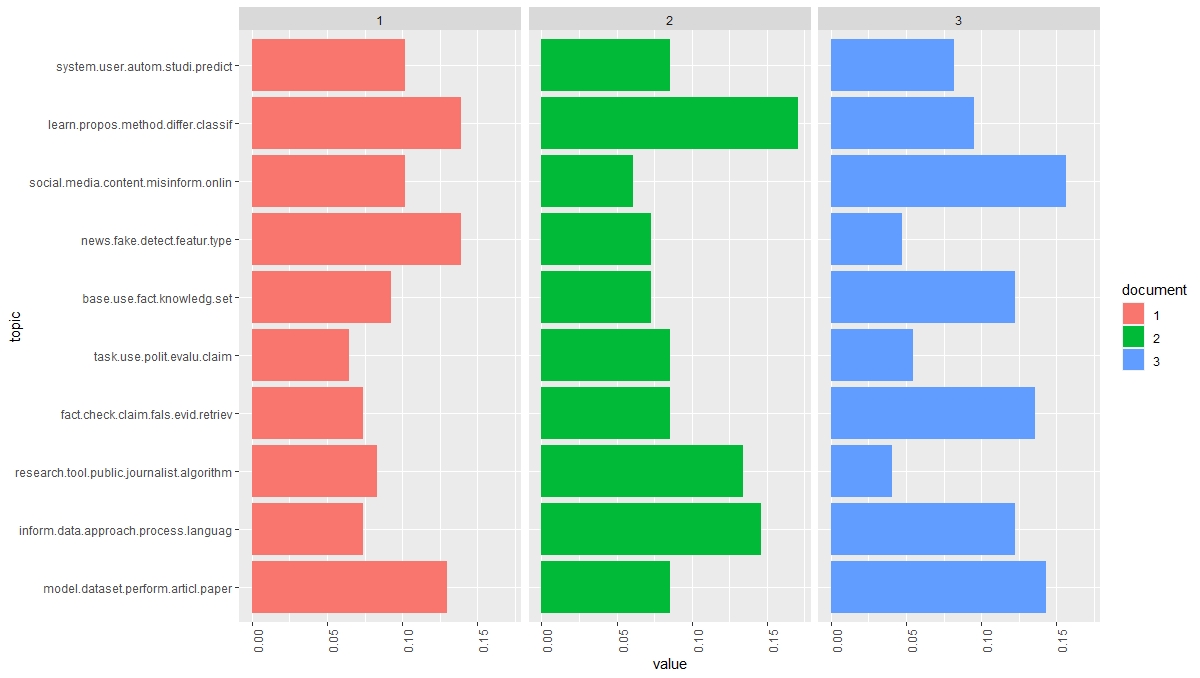 1
2
3
system.user.autom.studi.predict
learn.propos.method.differ.classif
social.media.content.misinform.onlin
news.fake.detect.featur.type
base.use.fact.knowledg.set
task.use.polit.evalu.claim
fact.check.claim.fals.evid.retriev
research.tool.public.journalist.algorithm
inform.data.approach.process.languag
model.dataset.perform.articl.paper
topic
0.00 0.05 0.10 0.15
0.00 0.05 0.10 0.15
0.00 0.05 0.10 0.15
value
document
1
2
3